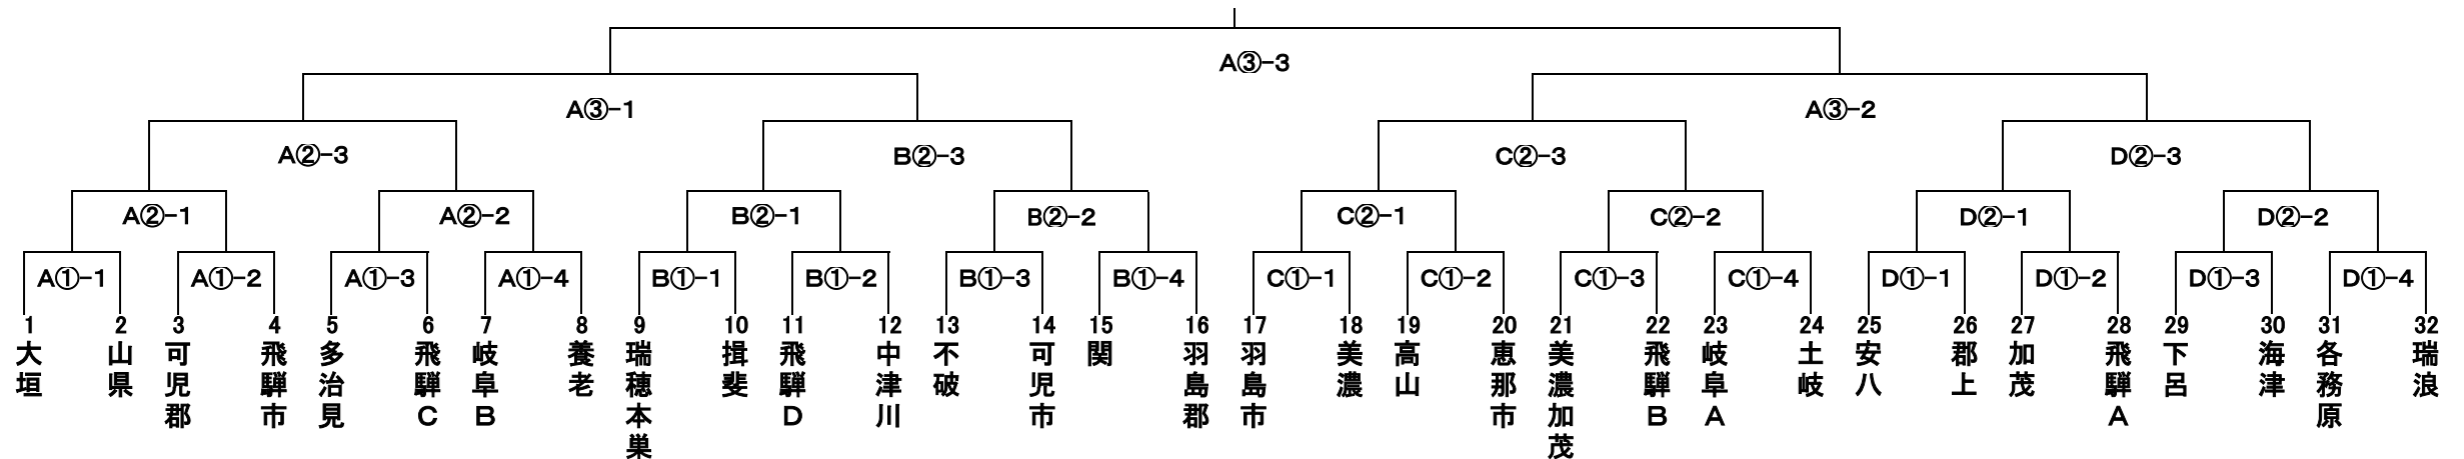 A③-3
A③-1 A③-2
A②-3 B②-3 C②-3 D②-3
A②-1 A②-2 B②-1 B②-2 C②-1 C②-2 D②-1 D②-2
A①-1 A①-2 A①-3 A①-4 B①-1 B①-2 B①-3 B①-4 C①-1 C①-2 C①-3 C①-4 D①-1 D①-2 D①-3 D①-4
1 2 3 4 5 6 7 8 9 10 11 12 13 14 15 16 17 18 19 20 21 22 23 24 25 26 27 28 29 30 31 32
大垣
山県
可児郡
飛騨市
多治見
飛騨C
岐阜B
養老
瑞穂本巣
揖斐
飛騨D
中津川
不破
可児市
関
羽島郡
羽島市
美濃
高山
恵那市
美濃加茂
飛騨B
岐阜A
土岐
安八
郡上
加茂
飛騨A
下呂
海津
各務原
瑞浪